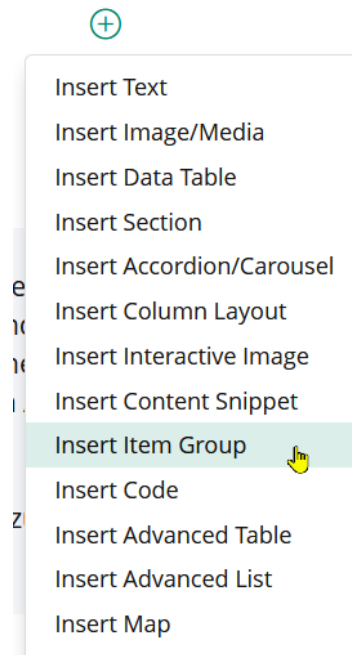 Insert Text
Insert Image/Media
Insert Data Table
Insert Section
Insert Accordion/Carousel
Insert Column Layout
Insert Interactive Image
Insert Content Snippet
Insert Item Group
Insert Code
Insert Advanced Table
Insert Advanced List
Insert Map